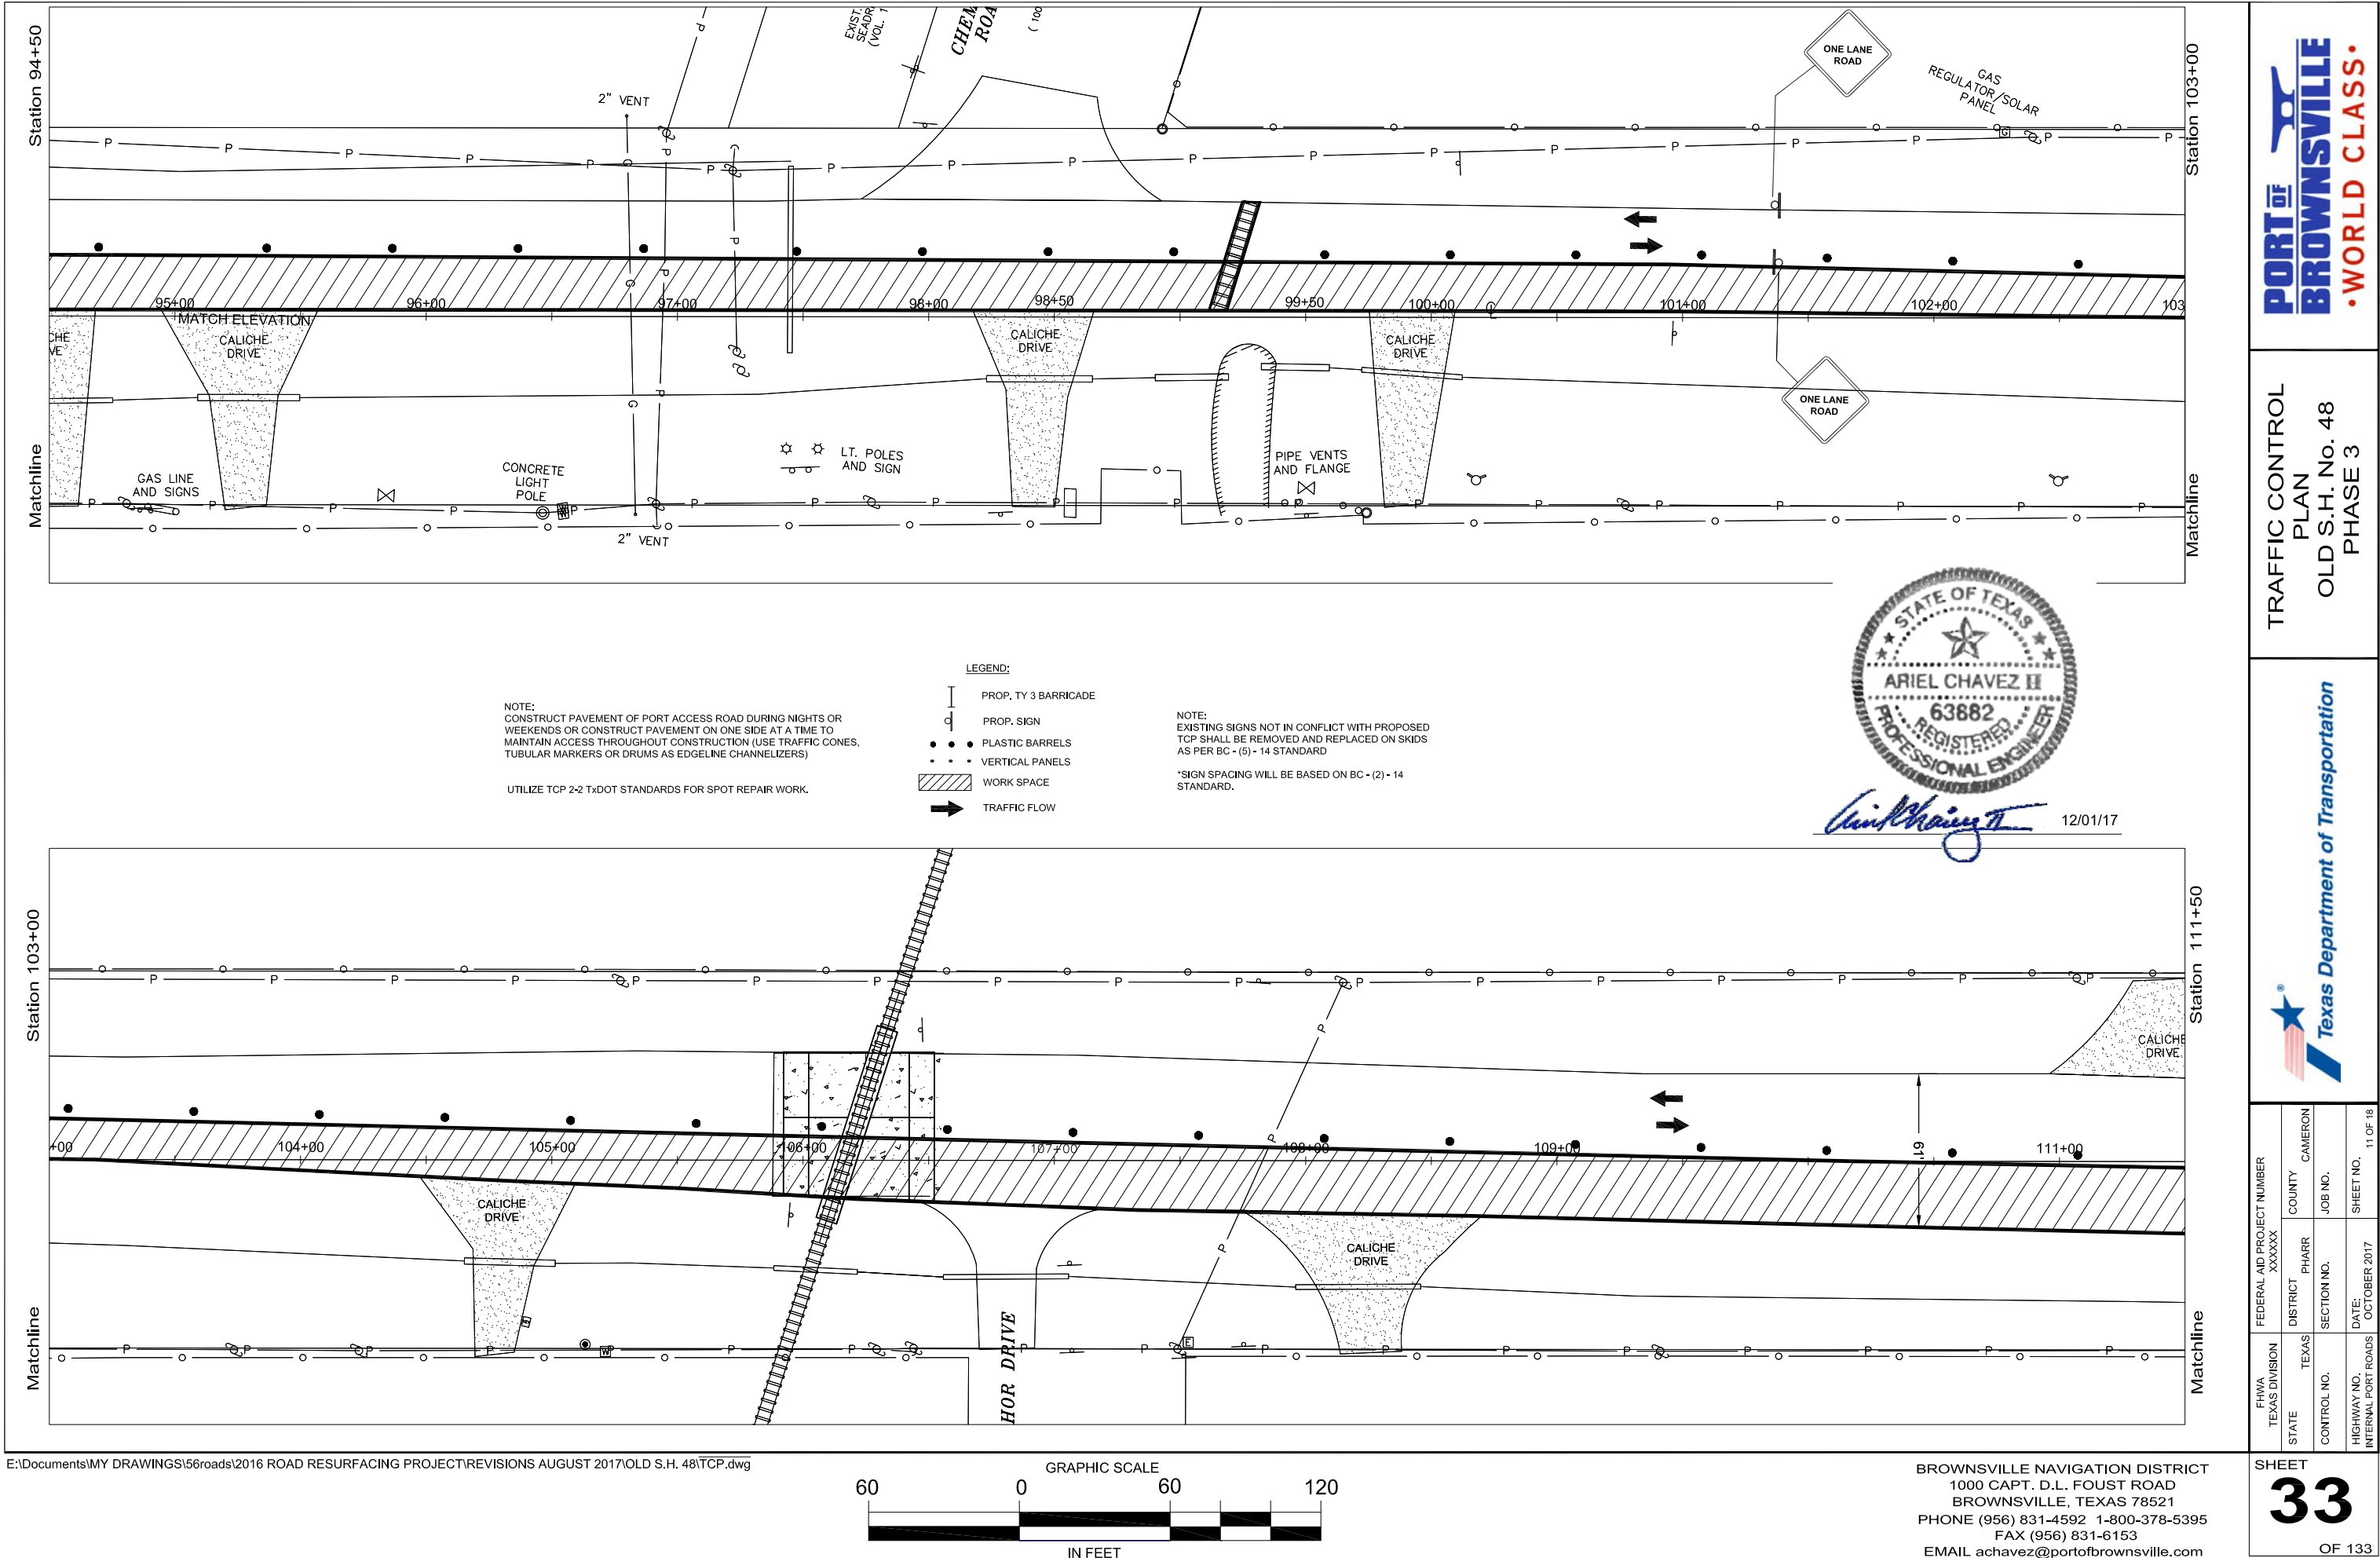 Station 94+50
Matchline
Station 103+00
Matchline
EXIST.
SEADR
(VOL. 1
CHEM
ROA
( 100
2" VENT
ONE LANE
ROAD
GAS
REGULATOR/SOLAR
PANEL
95+00
96+00
97+00
98+00
98+50
99+50
100+00
101+00
102+00
103
MATCH ELEVATION
CHE
VE
CALICHE
DRIVE
CALICHE
DRIVE
CALICHE
DRIVE
ONE LANE
ROAD
GAS LINE
AND SIGNS
CONCRETE
LIGHT
POLE
LT. POLES
AND SIGN
PIPE VENTS
AND FLANGE
2" VENT
NOTE:
CONSTRUCT PAVEMENT OF PORT ACCESS ROAD DURING NIGHTS OR
WEEKENDS OR CONSTRUCT PAVEMENT ON ONE SIDE AT A TIME TO
MAINTAIN ACCESS THROUGHOUT CONSTRUCTION (USE TRAFFIC CONES,
TUBULAR MARKERS OR DRUMS AS EDGELINE CHANNELIZERS)
UTILIZE TCP 2-2 TxDOT STANDARDS FOR SPOT REPAIR WORK.
LEGEND:
PROP. TY 3 BARRICADE
PROP. SIGN
PLASTIC BARRELS
VERTICAL PANELS
WORK SPACE
TRAFFIC FLOW
NOTE:
EXISTING SIGNS NOT IN CONFLICT WITH PROPOSED
TCP SHALL BE REMOVED AND REPLACED ON SKIDS
AS PER BC - (5) - 14 STANDARD
*SIGN SPACING WILL BE BASED ON BC - (2) - 14
STANDARD.
STATE OF TEXAS
ARIEL CHAVEZ II
63882
REGISTERED
PROFESSIONAL ENGINEER
12/01/17
Station 103+00
Matchline
Station 111+50
Matchline
+00
104+00
105+00
106+00
107+00
108+00
109+00
111+00
61'
CALICHE
DRIVE
CALICHE
DRIVE
CALICHE
DRIVE
HOR DRIVE
E:\Documents\MY DRAWINGS\56roads\2016 ROAD RESURFACING PROJECT\REVISIONS AUGUST 2017\OLD S.H. 48\TCP.dwg
GRAPHIC SCALE
60 0 60 120
IN FEET
BROWNSVILLE NAVIGATION DISTRICT
1000 CAPT. D.L. FOUST ROAD
BROWNSVILLE, TEXAS 78521
PHONE (956) 831-4592 1-800-378-5395
FAX (956) 831-6153
EMAIL achavez@portofbrownsville.com
PORT OF
BROWNSVILLE
•WORLD CLASS•
TRAFFIC CONTROL
PLAN
OLD S.H. No. 48
PHASE 3
Texas Department of Transportation
FHWA
TEXAS DIVISION
FEDERAL AID PROJECT NUMBER
XXXXXX
STATE
TEXAS
DISTRICT
PHARR
COUNTY
CAMERON
CONTROL NO.
SECTION NO.
JOB NO.
HIGHWAY NO.
INTERNAL PORT ROADS
DATE:
OCTOBER 2017
SHEET NO.
11 OF 18
SHEET
33
OF 133